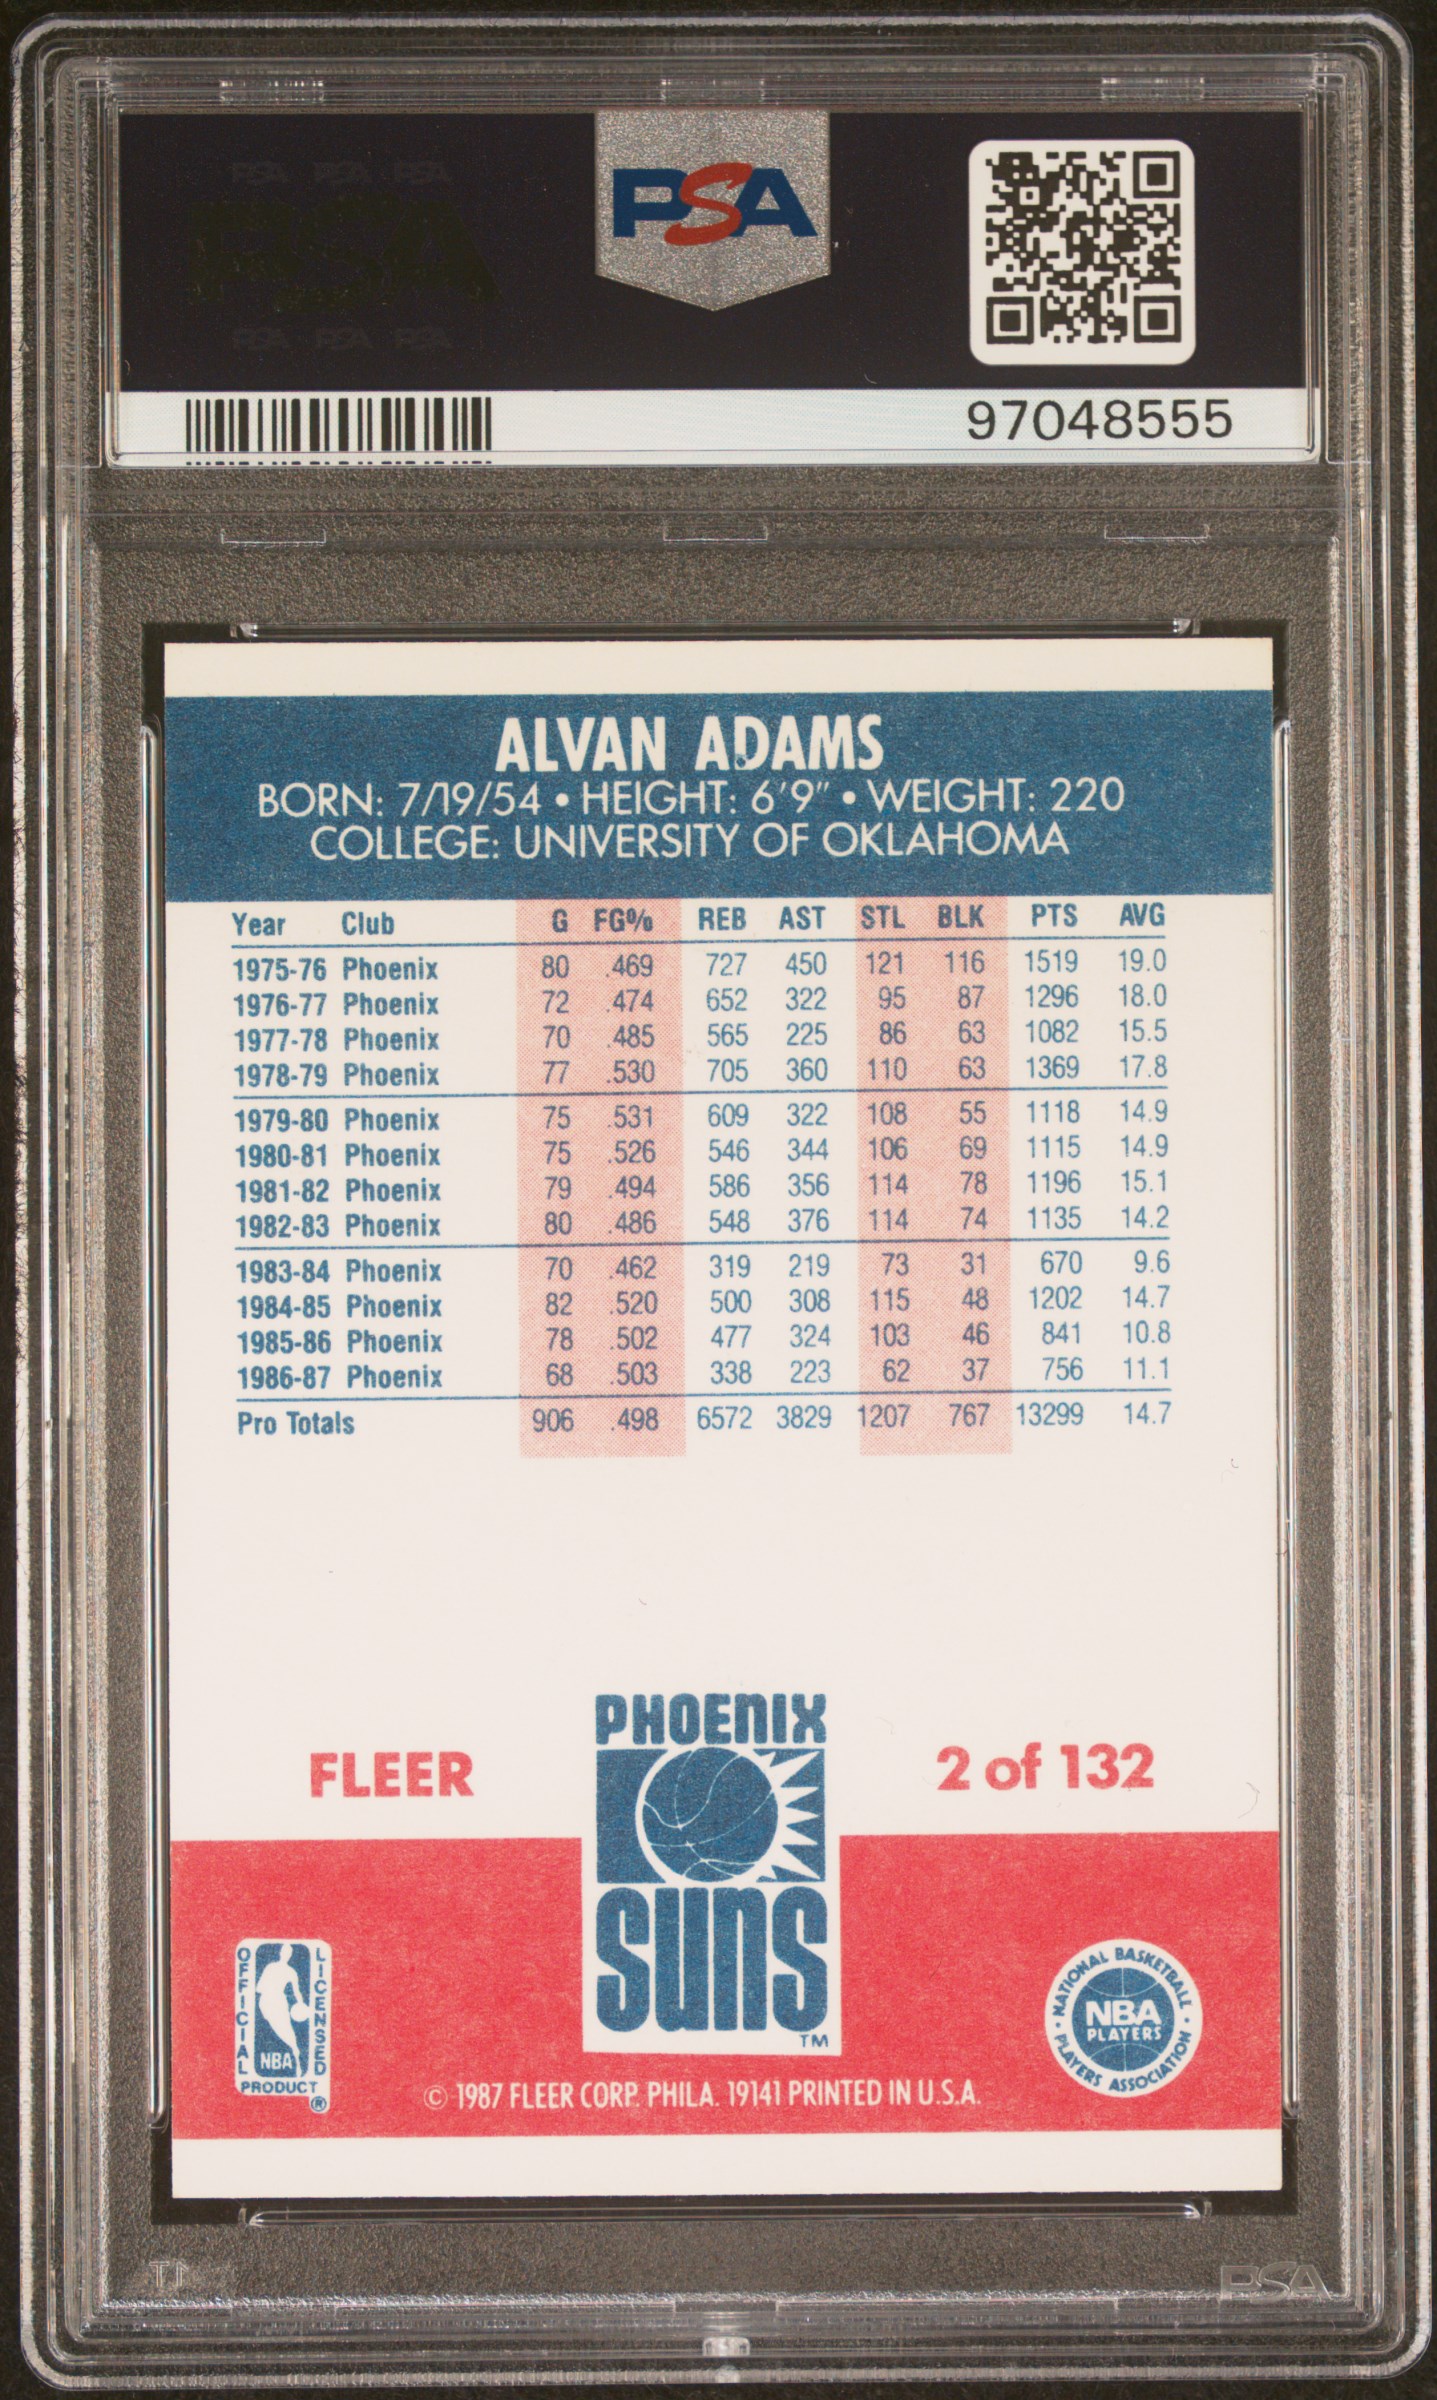 PSA PSA PSA
PSA
PSA
PSA PSA PSA
97048555
ALVAN ADAMS
BORN: 7/19/54 • HEIGHT: 6'9" • WEIGHT: 220
COLLEGE: UNIVERSITY OF OKLAHOMA
Year Club G FG% REB AST STL BLK PTS AVG
1975-76 Phoenix 80 .469 727 450 121 116 1519 19.0
1976-77 Phoenix 72 .474 652 322 95 87 1296 18.0
1977-78 Phoenix 70 .485 565 225 86 63 1082 15.5
1978-79 Phoenix 77 .530 705 360 110 63 1369 17.8
1979-80 Phoenix 75 .531 609 322 108 55 1118 14.9
1980-81 Phoenix 75 .526 546 344 106 69 1115 14.9
1981-82 Phoenix 79 .494 586 356 114 78 1196 15.1
1982-83 Phoenix 80 .486 548 376 114 74 1135 14.2
1983-84 Phoenix 70 .462 319 219 73 31 670 9.6
1984-85 Phoenix 82 .520 500 308 115 48 1202 14.7
1985-86 Phoenix 78 .502 477 324 103 46 841 10.8
1986-87 Phoenix 68 .503 338 223 62 37 756 11.1
Pro Totals 906 .498 6572 3829 1207 767 13299 14.7
FLEER
PHOENIX
SUNS
TM
2 of 132
OFFICIAL
LICENSED
NBA
PRODUCT
®
NATIONAL BASKETBALL
NBA
PLAYERS
PLAYERS ASSOCIATION
© 1987 FLEER CORP. PHILA. 19141 PRINTED IN U.S.A.
PSA